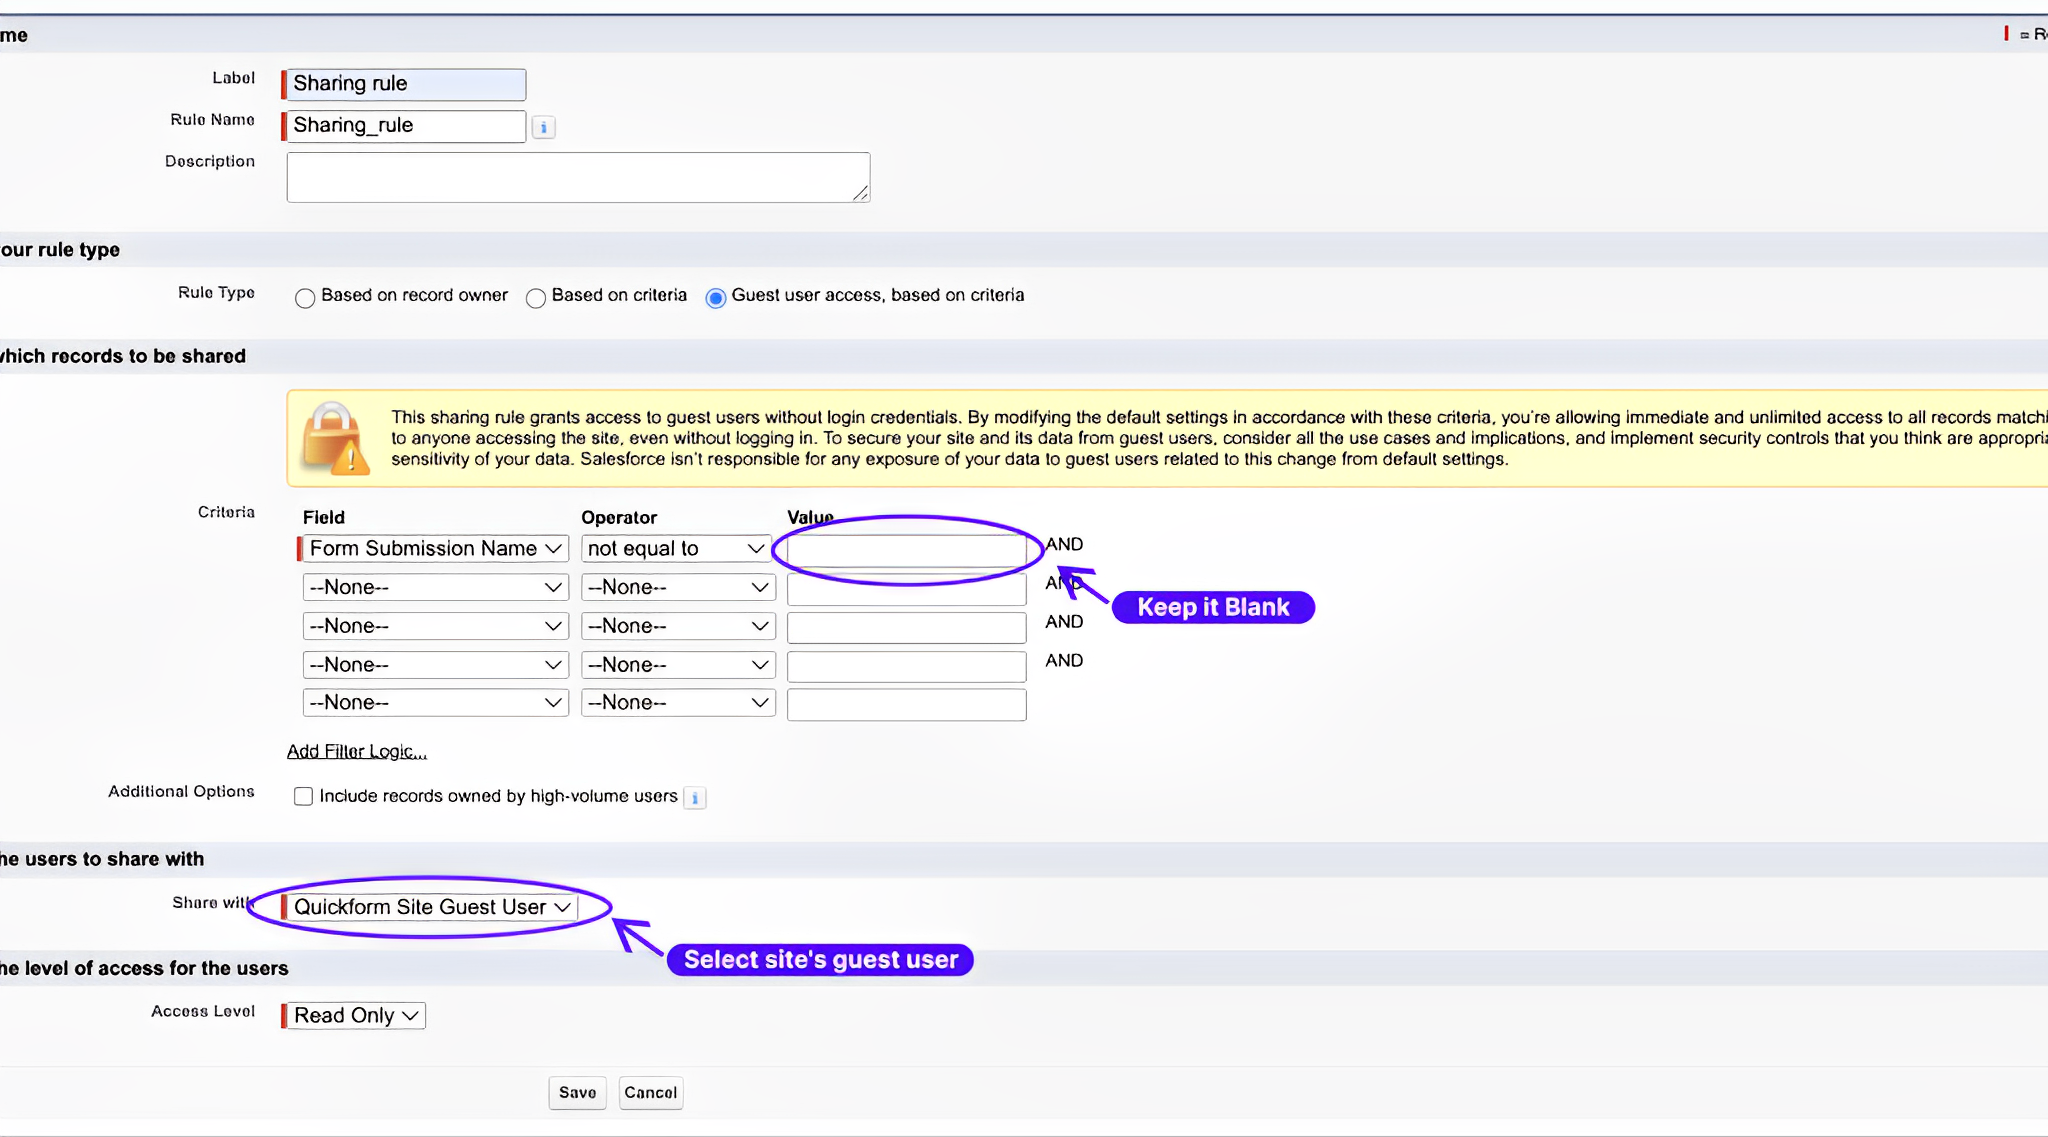 me
= R
Label Sharing rule
Rule Name Sharing_rule i
Description
our rule type
Rule Type Based on record owner Based on criteria Guest user access, based on criteria
which records to be shared
This sharing rule grants access to guest users without login credentials. By modifying the default settings in accordance with these criteria, you're allowing immediate and unlimited access to all records matchi
to anyone accessing the site, even without logging in. To secure your site and its data from guest users, consider all the use cases and implications, and implement security controls that you think are appropria
sensitivity of your data. Salesforce isn't responsible for any exposure of your data to guest users related to this change from default settings.
Criteria Field Operator Value
Form Submission Name not equal to AND
--None-- --None-- AND
Keep it Blank
--None-- --None-- AND
--None-- --None-- AND
--None-- --None--
Add Filter Logic...
Additional Options Include records owned by high-volume users i
he users to share with
Share with Quickform Site Guest User
Select site's guest user
he level of access for the users
Access Level Read Only
Save Cancel